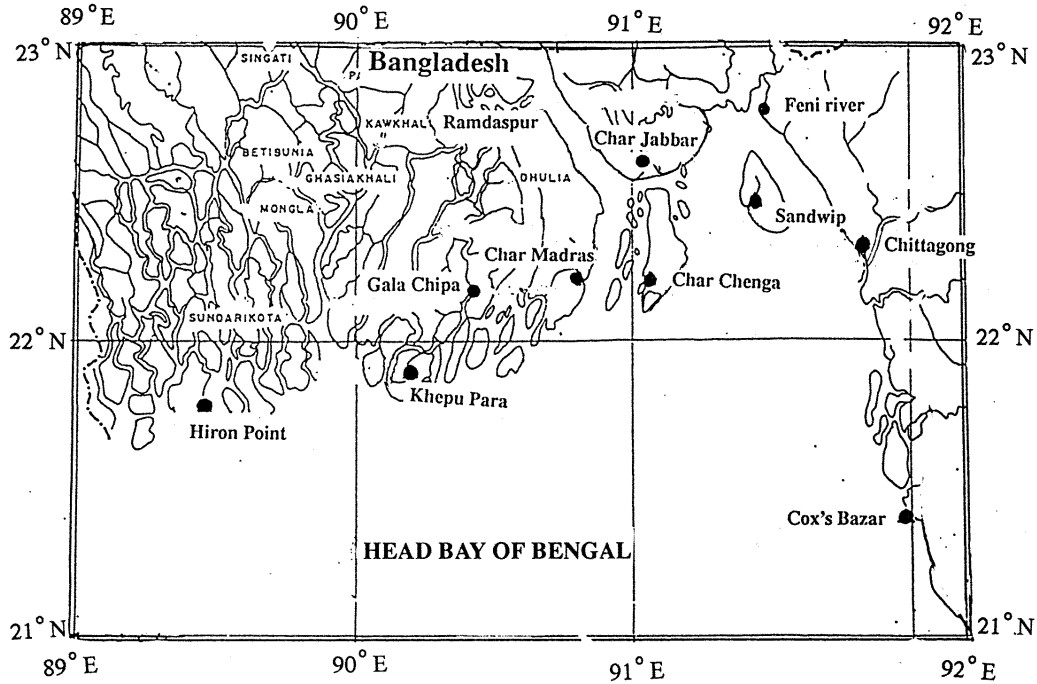 89° E
90° E
91° E
92° E
23° N
23° N
SINGATI
Bangladesh
Feni river
KAWKHALI
Ramdaspur
Char Jabbar
BETISUNIA
GHASIAKHALI
DHULIA
MONGLA
Sandwip
Chittagong
Char Madras
Gala Chipa
Char Chenga
SUNDARIKOTA
22° N
22° N
Khepu Para
Hiron Point
Cox's Bazar
HEAD BAY OF BENGAL
21° N
21° N
89° E
90° E
91° E
92° E